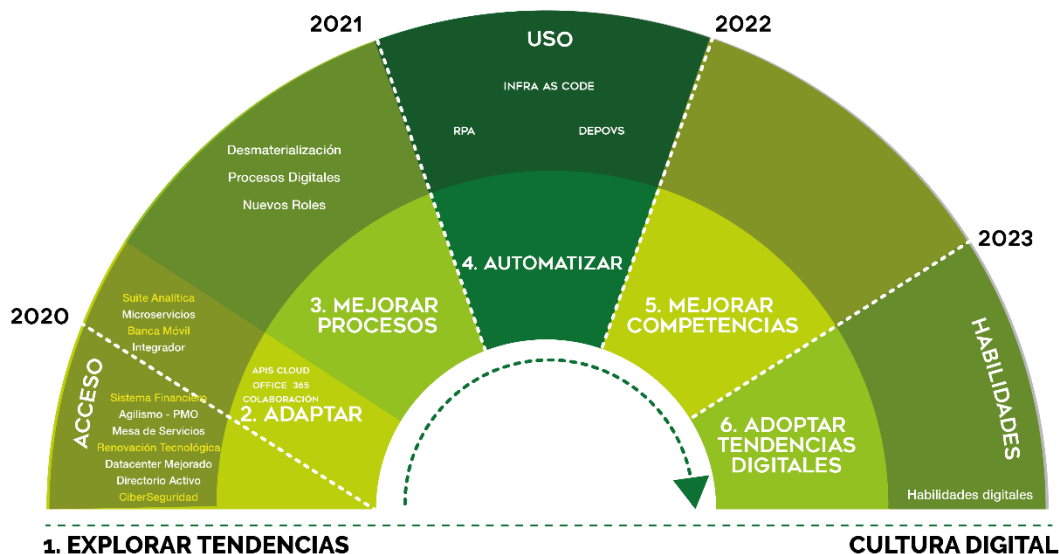 2020
2021
2022
2023
ACCESO
USO
HABILIDADES
Sistema Financiero
Agilismo - PMO
Mesa de Servicios
Renovación Tecnológica
Datacenter Mejorado
Directorio Activo
CiberSeguridad
Suite Analítica
Microservicios
Banca Móvil
Integrador
APIS CLOUD
OFFICE 365
COLABORACIÓN
2. ADAPTAR
Desmaterialización
Procesos Digitales
Nuevos Roles
3. MEJORAR
PROCESOS
INFRA AS CODE
RPA
DEPOVS
4. AUTOMATIZAR
5. MEJORAR
COMPETENCIAS
6. ADOPTAR
TENDENCIAS
DIGITALES
Habilidades digitales
1. EXPLORAR TENDENCIAS
CULTURA DIGITAL